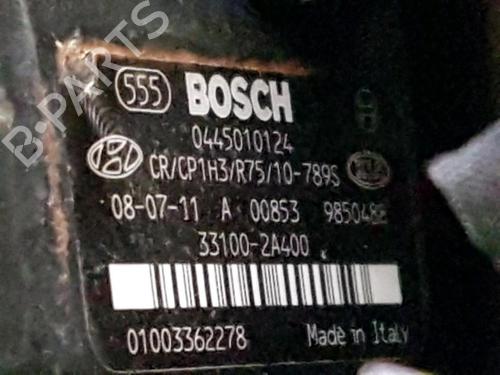 555 BOSCH
0445010124
CR/CP1H3/R75/10-789S KIA
08-07-11 A 00853
33100-2A400
01003362278 Made in Italy
B-PARTS